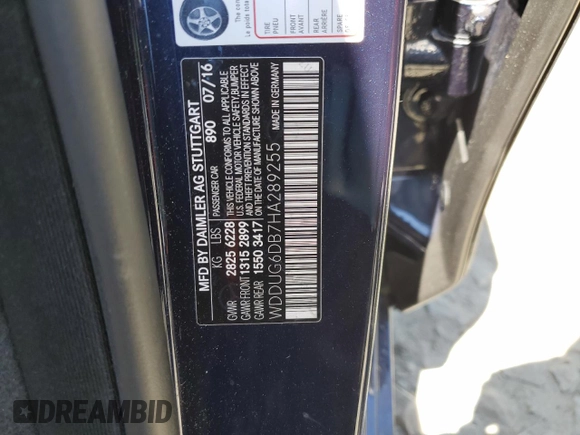 Le
TIRE
PNEU
FRONT
AVANT
REAR
ARRIÈRE
SPARE
MFD BY DAIMLER AG STUTTGART
PASSENGER CAR 890 07/16
KG LBS
GVWR 2825 6228
GAWR FRONT 1315 2899
GAWR REAR 1550 3417
THIS VEHICLE CONFORMS TO ALL APPLICABLE
U.S. FEDERAL MOTOR VEHICLE SAFETY, BUMPER
AND THEFT PREVENTION STANDARDS IN EFFECT
ON THE DATE OF MANUFACTURE SHOWN ABOVE
WDDUG6DB7HA289255 MADE IN GERMANY
DREAMBID